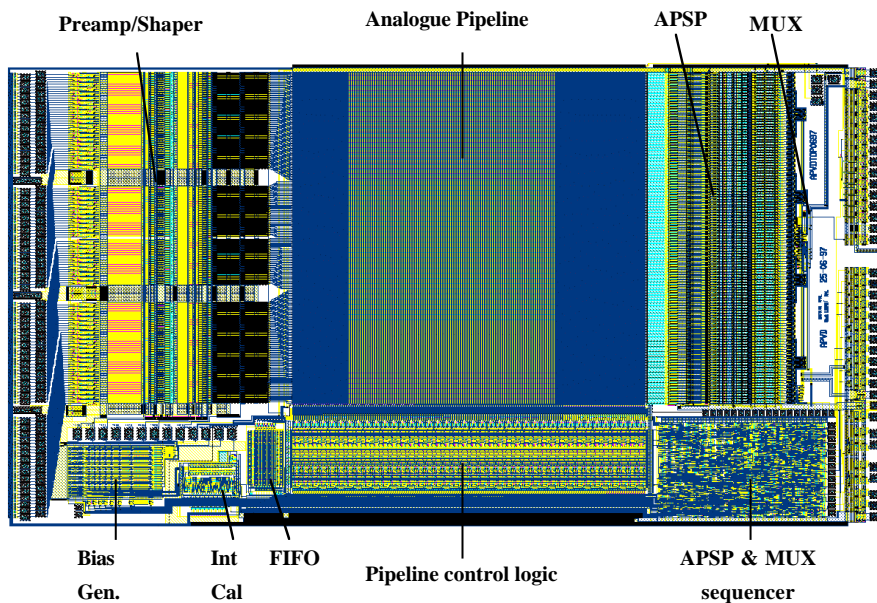 Preamp/Shaper
Analogue Pipeline
APSP
MUX
25-06-97
APVD
Bias
Gen.
Int
Cal
FIFO
Pipeline control logic
APSP & MUX
sequencer